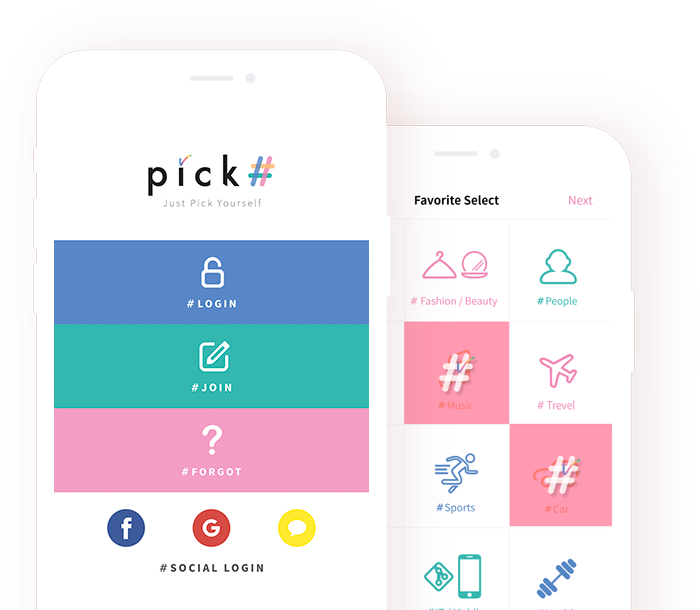 pick#
Just Pick Yourself
#LOGIN
#JOIN
?
#FORGOT
f
G
#SOCIAL LOGIN
Favorite Select
Next
# Fashion / Beauty
#People
#
# Music
# Trevel
#Sports
#
#Car